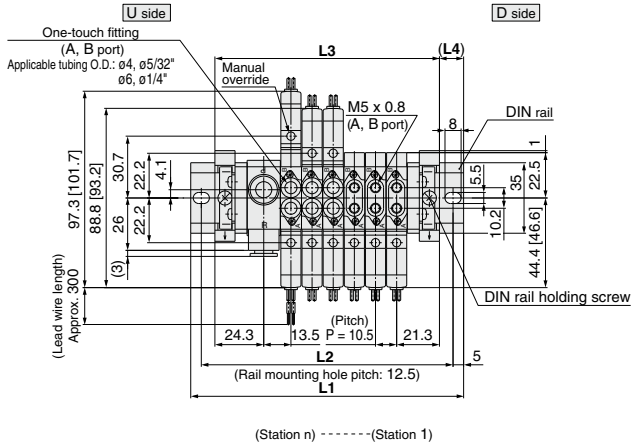 U side
D side
One-touch fitting
(A, B port)
Applicable tubing O.D.: ø4, ø5/32"
ø6, ø1/4"
Manual
override
L3
(L4)
M5 x 0.8
(A, B port)
8
DIN rail
97.3 [101.7]
88.8 [93.2]
30.7
22.2
4.1
26
22.2
(3)
1
22.5
35
5.5
10.2
44.4 [46.6]
(Lead wire length)
Approx. 300
DIN rail holding screw
24.3
13.5
(Pitch)
P = 10.5
21.3
L2
(Rail mounting hole pitch: 12.5)
5
L1
(Station n) -------(Station 1)